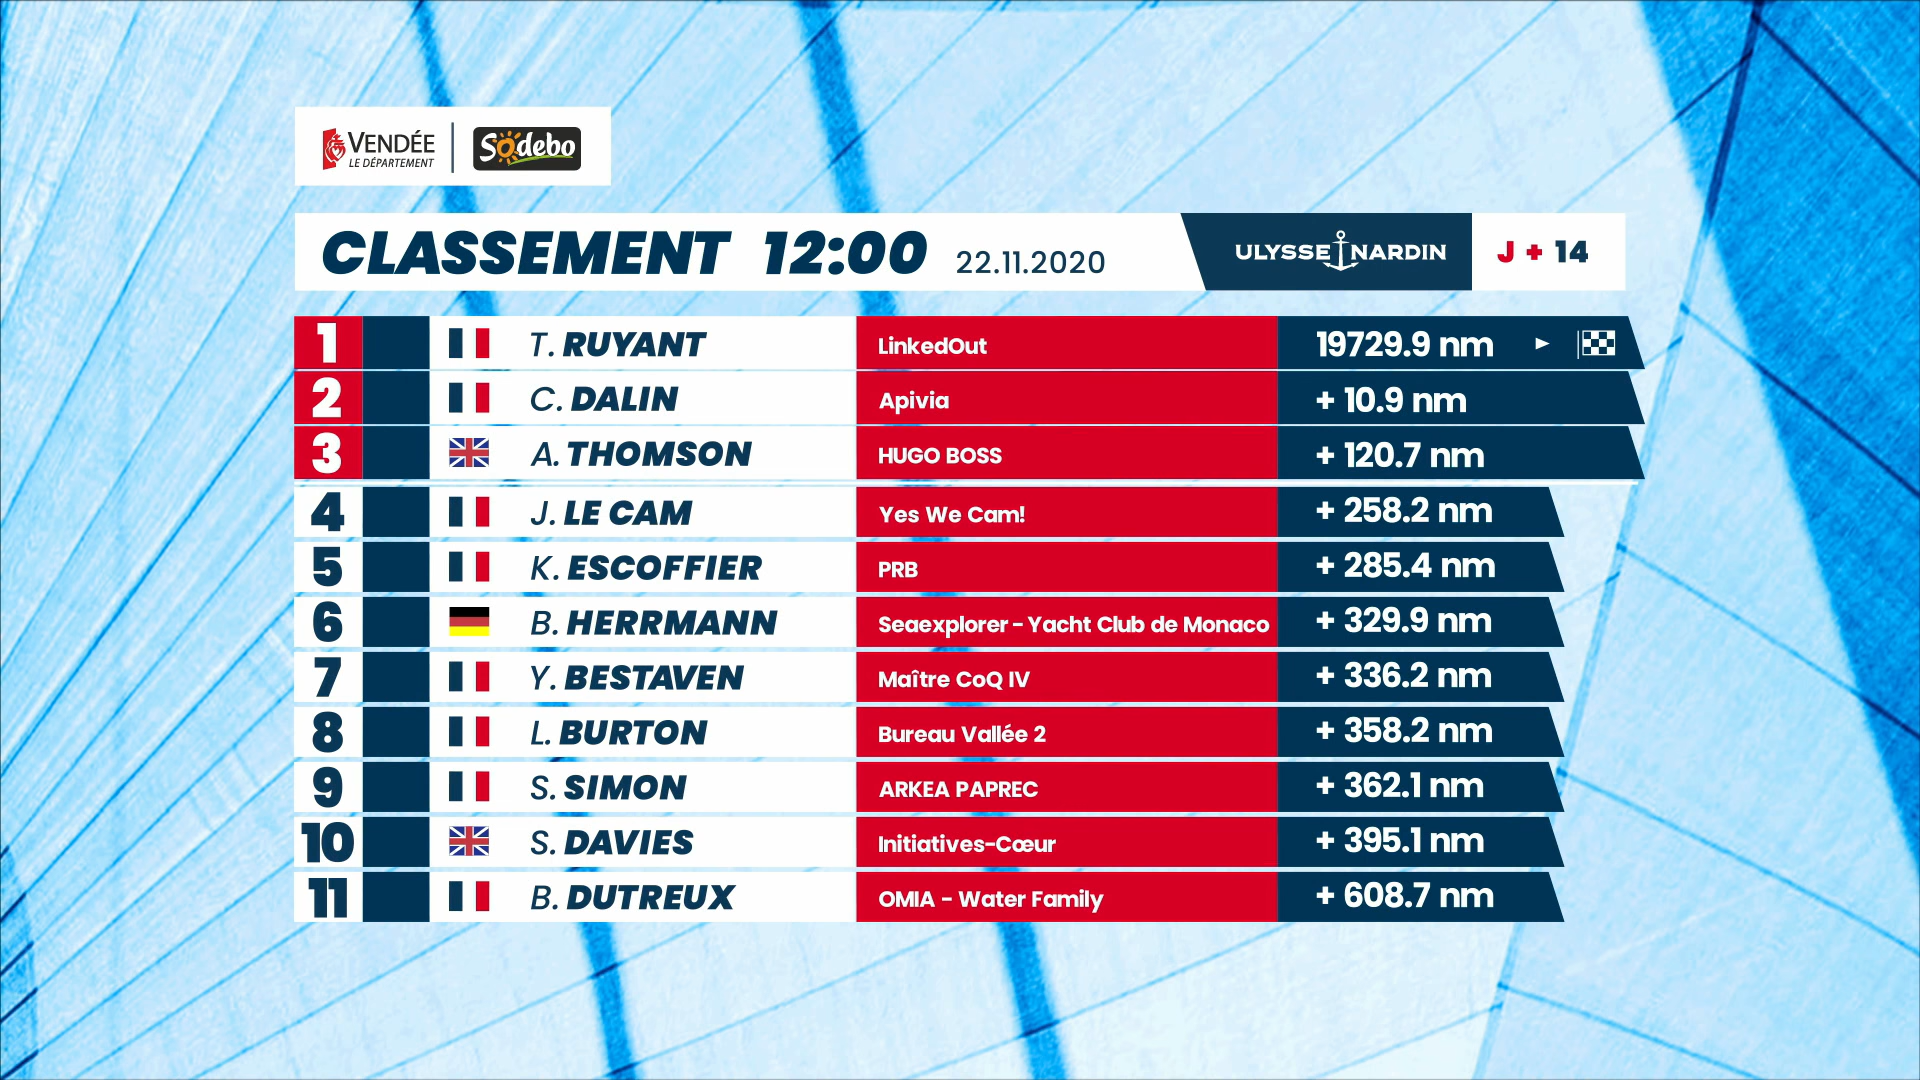 VENDÉE
LE DÉPARTEMENT
Sodebo
CLASSEMENT 12:00 22.11.2020 ULYSSE NARDIN J + 14
1 T. RUYANT LinkedOut 19729.9 nm
2 C. DALIN Apivia + 10.9 nm
3 A. THOMSON HUGO BOSS + 120.7 nm
4 J. LE CAM Yes We Cam! + 258.2 nm
5 K. ESCOFFIER PRB + 285.4 nm
6 B. HERRMANN Seaexplorer - Yacht Club de Monaco + 329.9 nm
7 Y. BESTAVEN Maître CoQ IV + 336.2 nm
8 L. BURTON Bureau Vallée 2 + 358.2 nm
9 S. SIMON ARKEA PAPREC + 362.1 nm
10 S. DAVIES Initiatives-Cœur + 395.1 nm
11 B. DUTREUX OMIA - Water Family + 608.7 nm